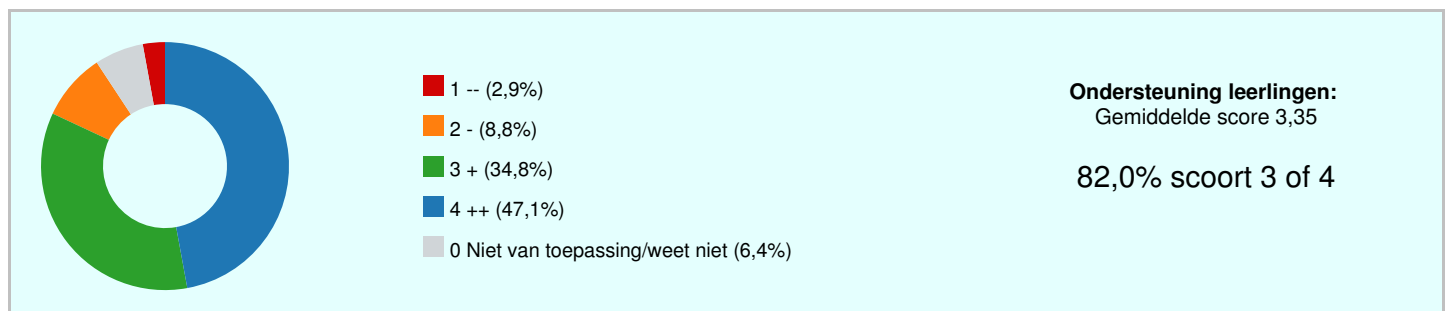 1 -- (2,9%)
2 - (8,8%)
3 + (34,8%)
4 ++ (47,1%)
0 Niet van toepassing/weet niet (6,4%)
Ondersteuning leerlingen:
Gemiddelde score 3,35
82,0% scoort 3 of 4